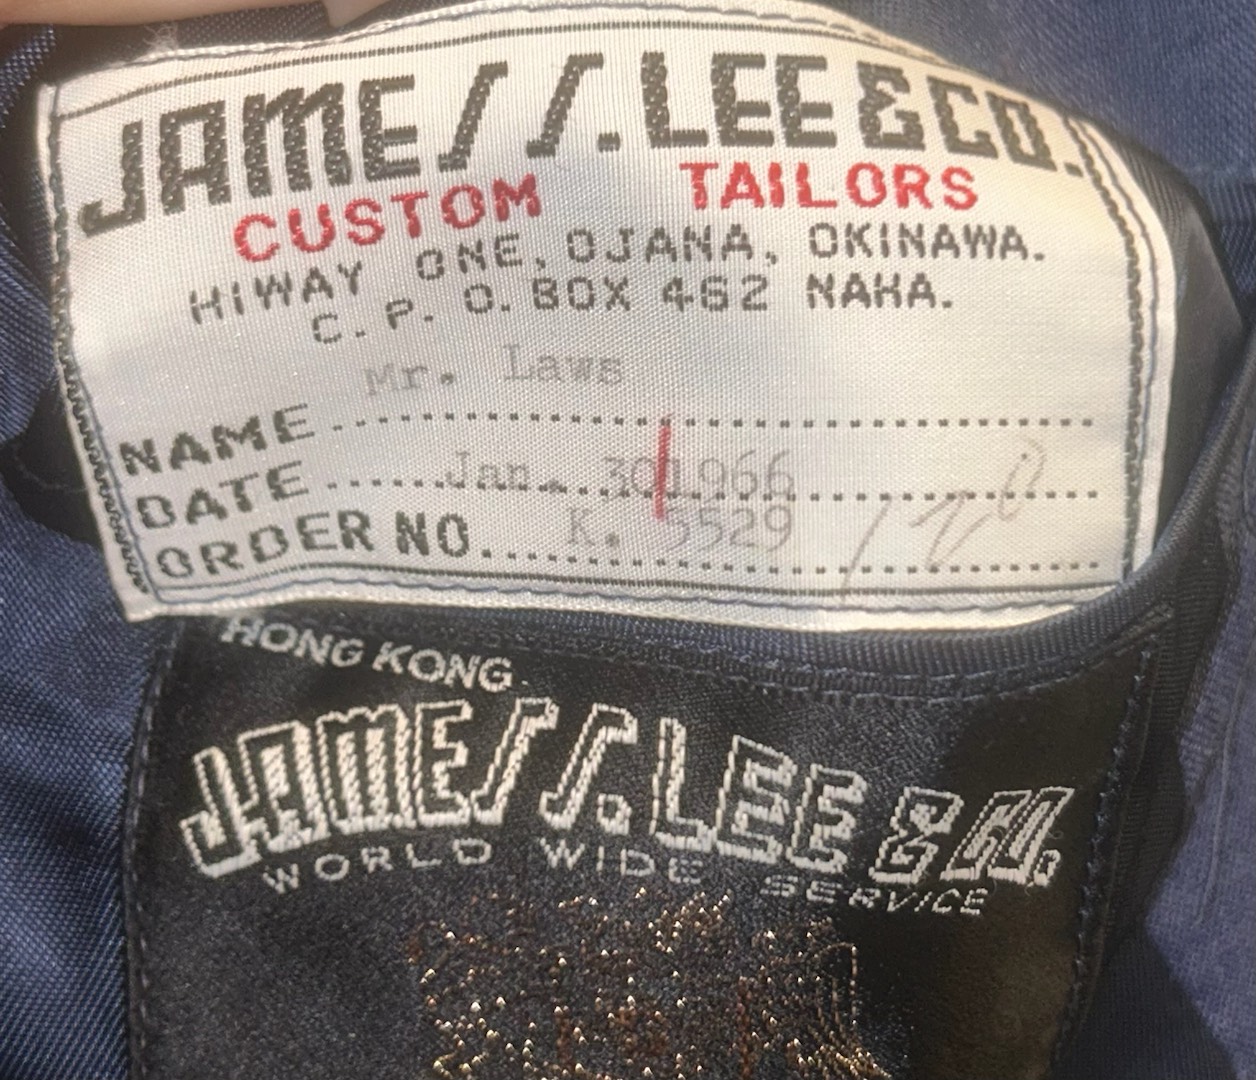 JAMES S. LEE & CO.
CUSTOM TAILORS
HIWAY ONE, OJANA, OKINAWA.
C. P. O. BOX 462 NAHA.
Mr. Laws
NAME
DATE Jan. 30 1966
ORDER NO. K. 5529
HONG KONG
JAMES S. LEE & CO.
WORLD WIDE SERVICE